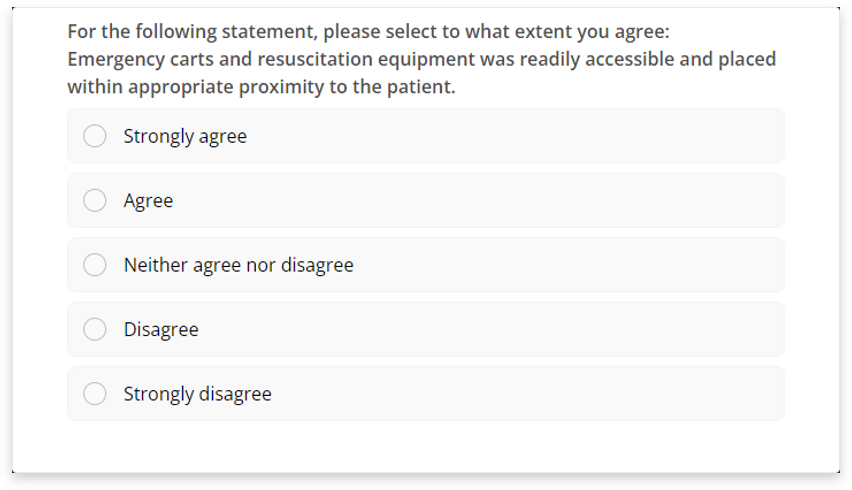 For the following statement, please select to what extent you agree:
Emergency carts and resuscitation equipment was readily accessible and placed
within appropriate proximity to the patient.
Strongly agree
Agree
Neither agree nor disagree
Disagree
Strongly disagree